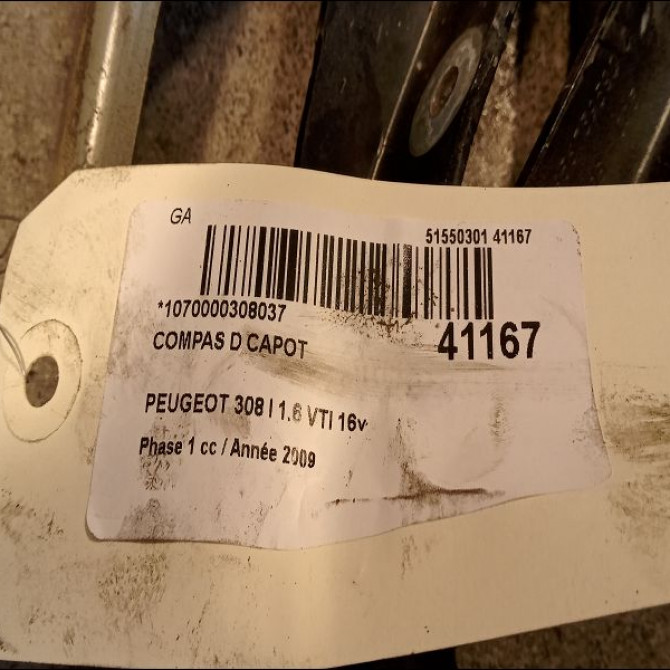 GA
51550301 41167
*1070000308037
41167
COMPAS D CAPOT
PEUGEOT 308 I 1.6 VTI 16v
Phase 1 cc / Année 2009